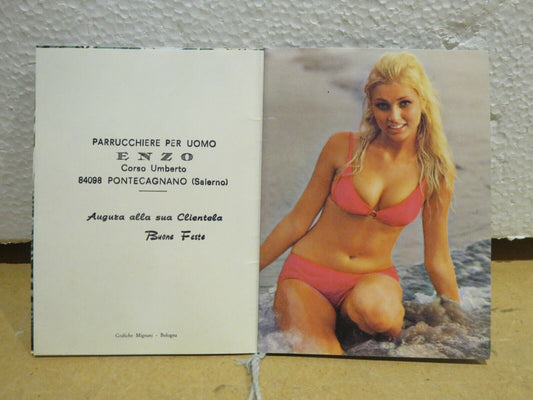 PARRUCCHIERE PER UOMO
ENZO
Corso Umberto
84098 PONTECAGNANO (Salerno)
Augura alla sua Clientela
Buone Feste
Grafiche Mignani - Bologna